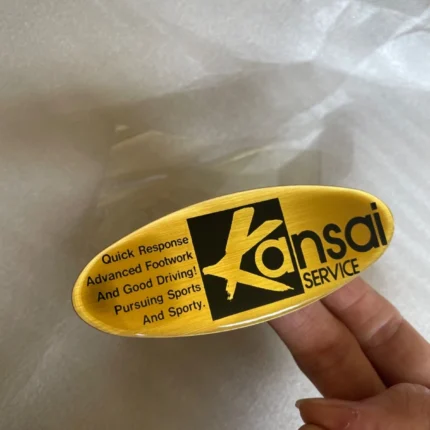 Quick Response
Advanced Footwork
And Good Driving!
Pursuing Sports
And Sporty.
Kansai
SERVICE